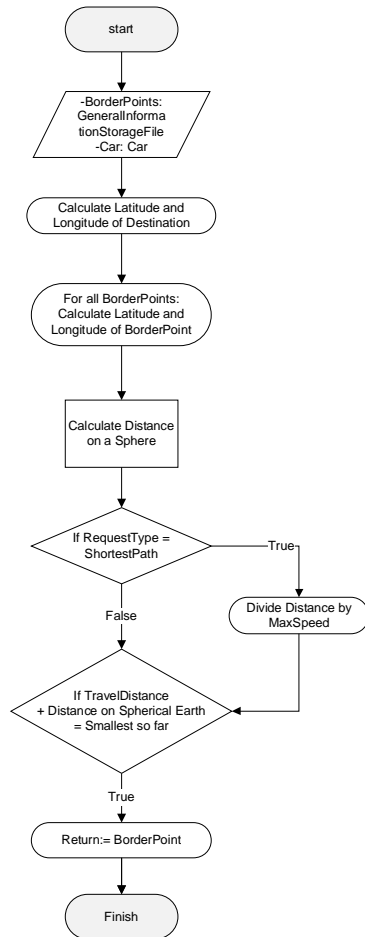 start
-BorderPoints:
GeneralInforma
tionStorageFile
-Car: Car
Calculate Latitude and
Longitude of Destination
For all BorderPoints:
Calculate Latitude and
Longitude of BorderPoint
Calculate Distance
on a Sphere
If RequestType =
ShortestPath
True
False
Divide Distance by
MaxSpeed
If TravelDistance
+ Distance on Spherical Earth
= Smallest so far
True
Return:= BorderPoint
Finish